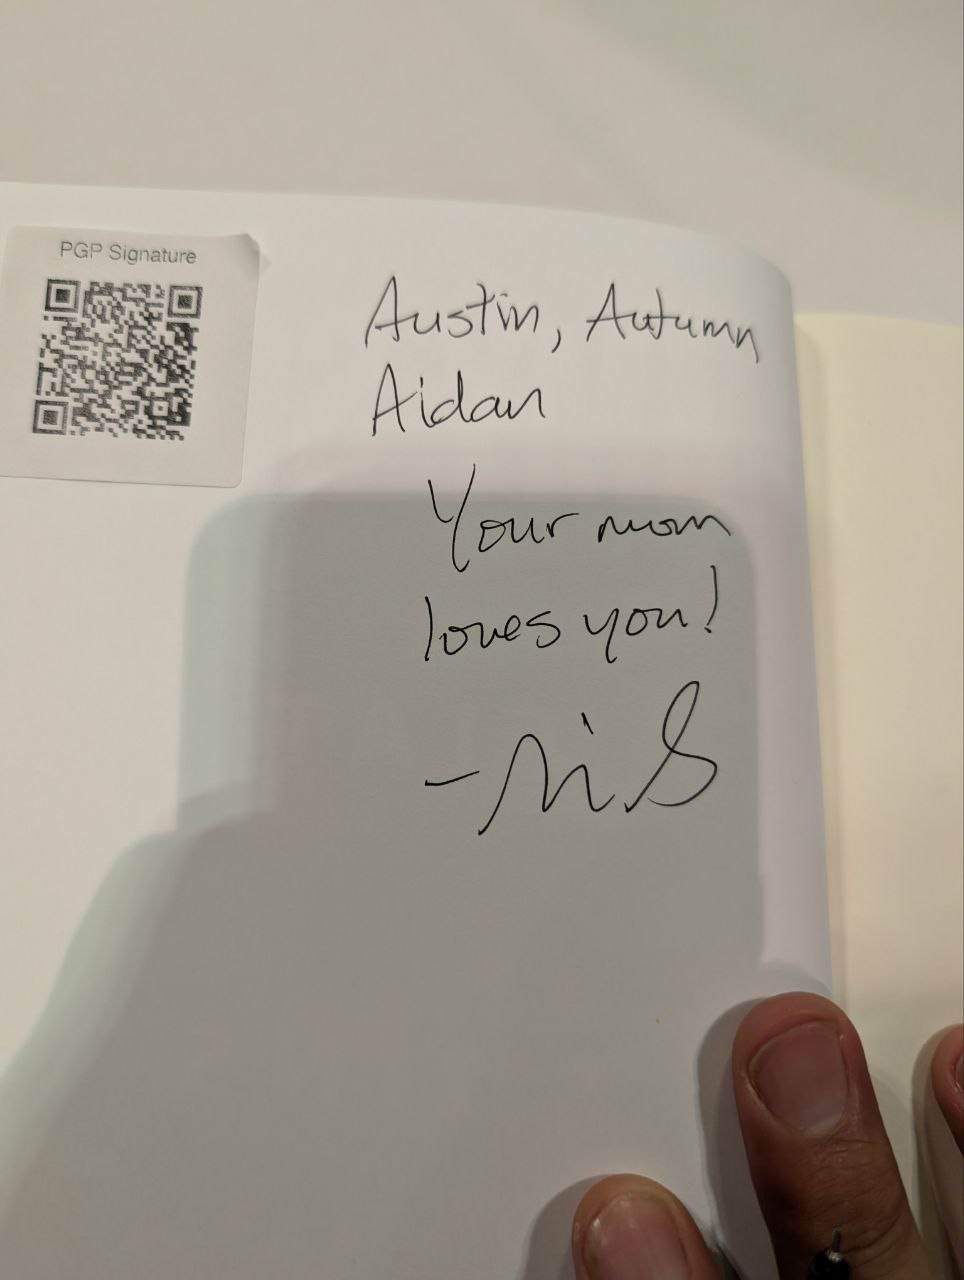 PGP Signature
Austin, Autumn
Aidan
Your mom
loves you!